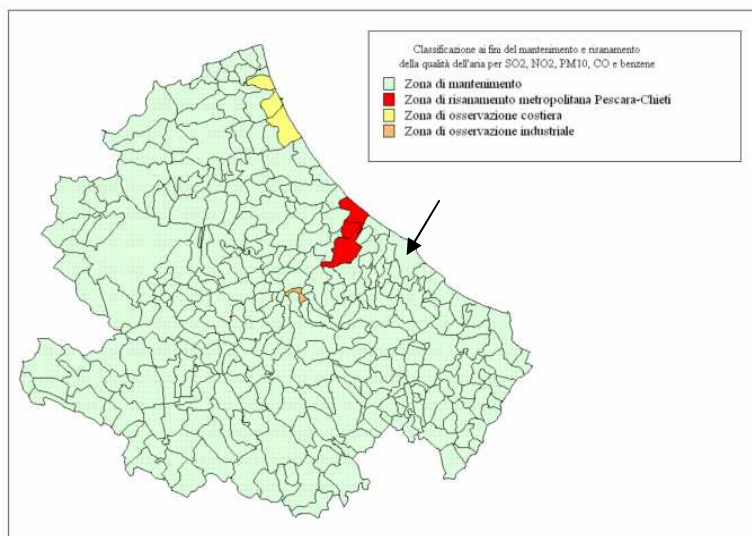 Classificazione ai fini del mantenimento e risanamento
della qualità dell'aria per SO2, NO2, PM10, CO e benzene
Zona di mantenimento
Zona di risanamemto metropolitana Pescara-Chieti
Zona di osservazione costiera
Zona di osservazione industriale